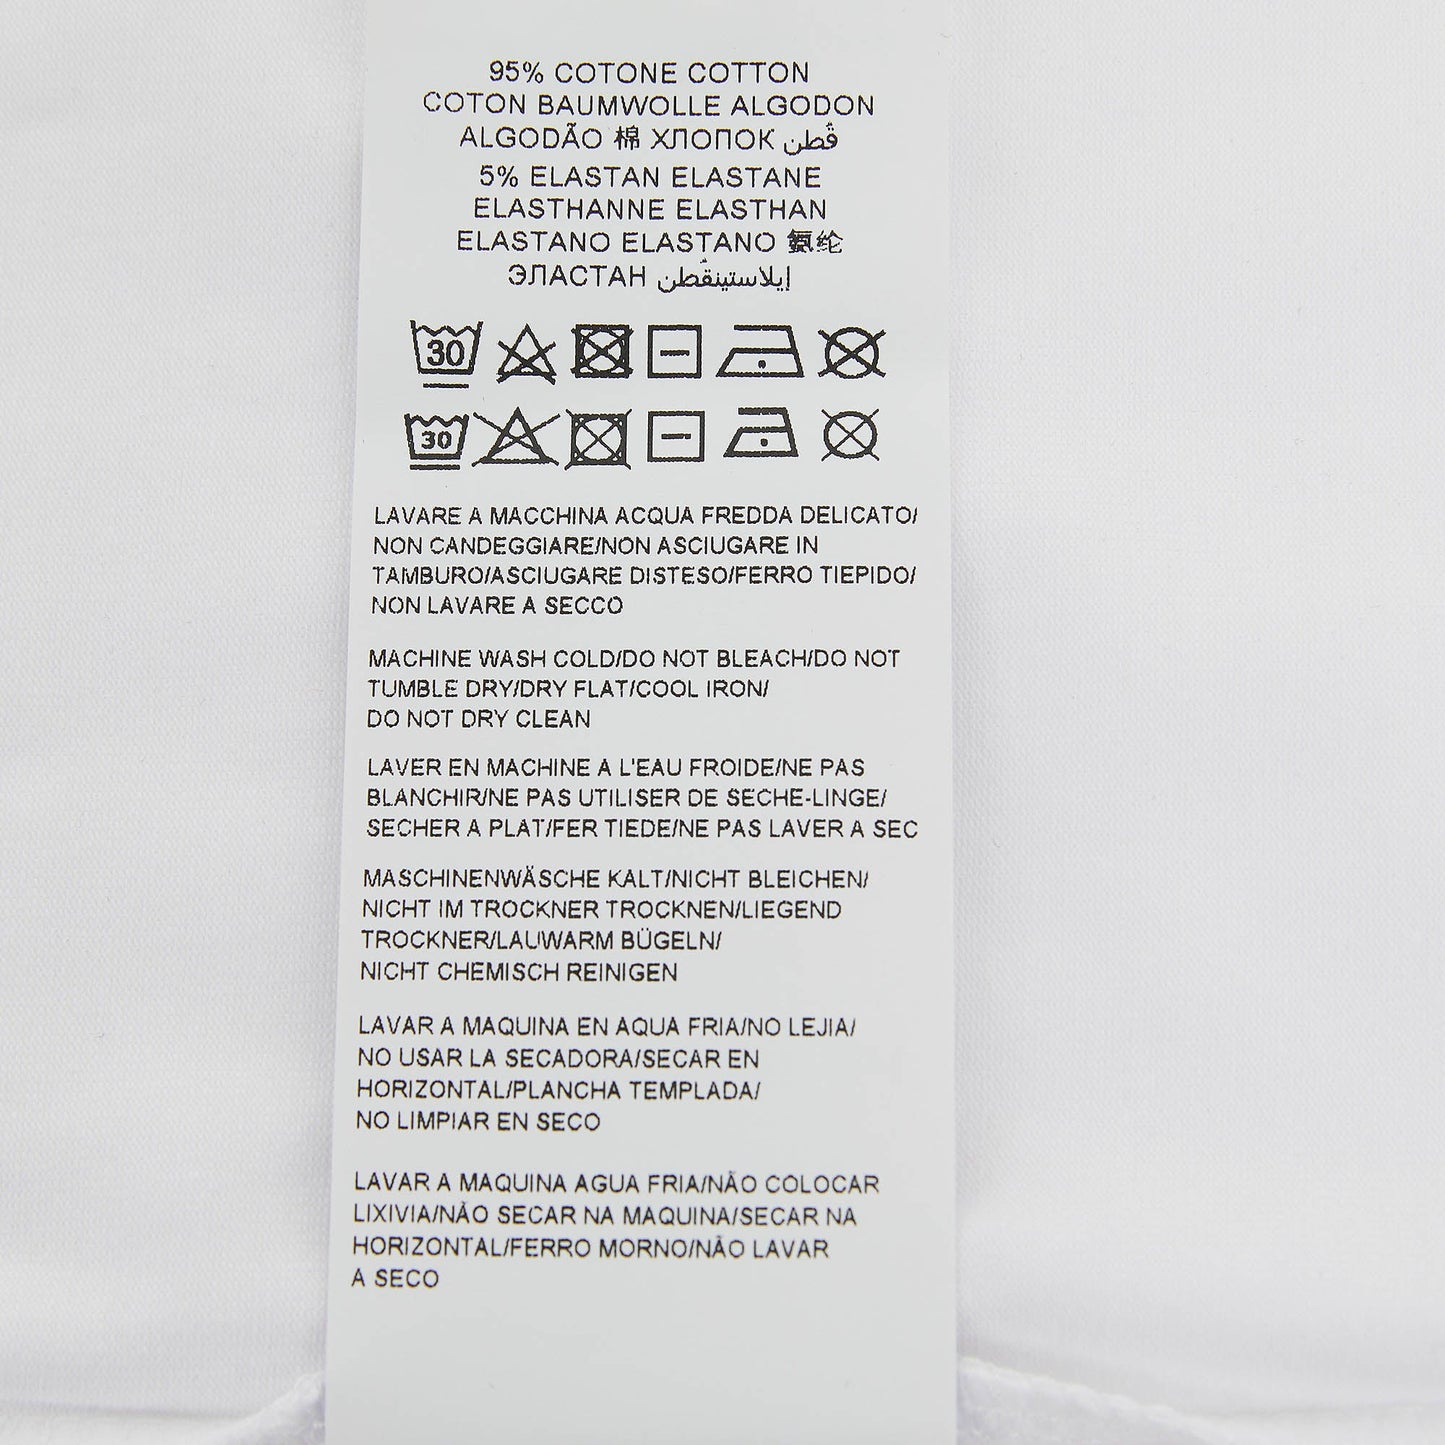 95% COTONE COTTON
COTON BAUMWOLLE ALGODON
ALGODÃO 棉 ХЛОПОК قُطن
5% ELASTAN ELASTANE
ELASTHANNE ELASTHAN
ELASTANO ELASTANO 氨纶
ЭЛАСТАН إيلاستينقُطن
30
30
LAVARE A MACCHINA ACQUA FREDDA DELICATO/
NON CANDEGGIARE/NON ASCIUGARE IN
TAMBURO/ASCIUGARE DISTESO/FERRO TIEPIDO/
NON LAVARE A SECCO
MACHINE WASH COLD/DO NOT BLEACH/DO NOT
TUMBLE DRY/DRY FLAT/COOL IRON/
DO NOT DRY CLEAN
LAVER EN MACHINE A L'EAU FROIDE/NE PAS
BLANCHIR/NE PAS UTILISER DE SECHE-LINGE/
SECHER A PLAT/FER TIEDE/NE PAS LAVER A SEC
MASCHINENWÄSCHE KALT/NICHT BLEICHEN/
NICHT IM TROCKNER TROCKNEN/LIEGEND
TROCKNER/LAUWARM BÜGELN/
NICHT CHEMISCH REINIGEN
LAVAR A MAQUINA EN AQUA FRIA/NO LEJIA/
NO USAR LA SECADORA/SECAR EN
HORIZONTAL/PLANCHA TEMPLADA/
NO LIMPIAR EN SECO
LAVAR A MAQUINA AGUA FRIA/NÃO COLOCAR
LIXIVIA/NÃO SECAR NA MAQUINA/SECAR NA
HORIZONTAL/FERRO MORNO/NÃO LAVAR
A SECO